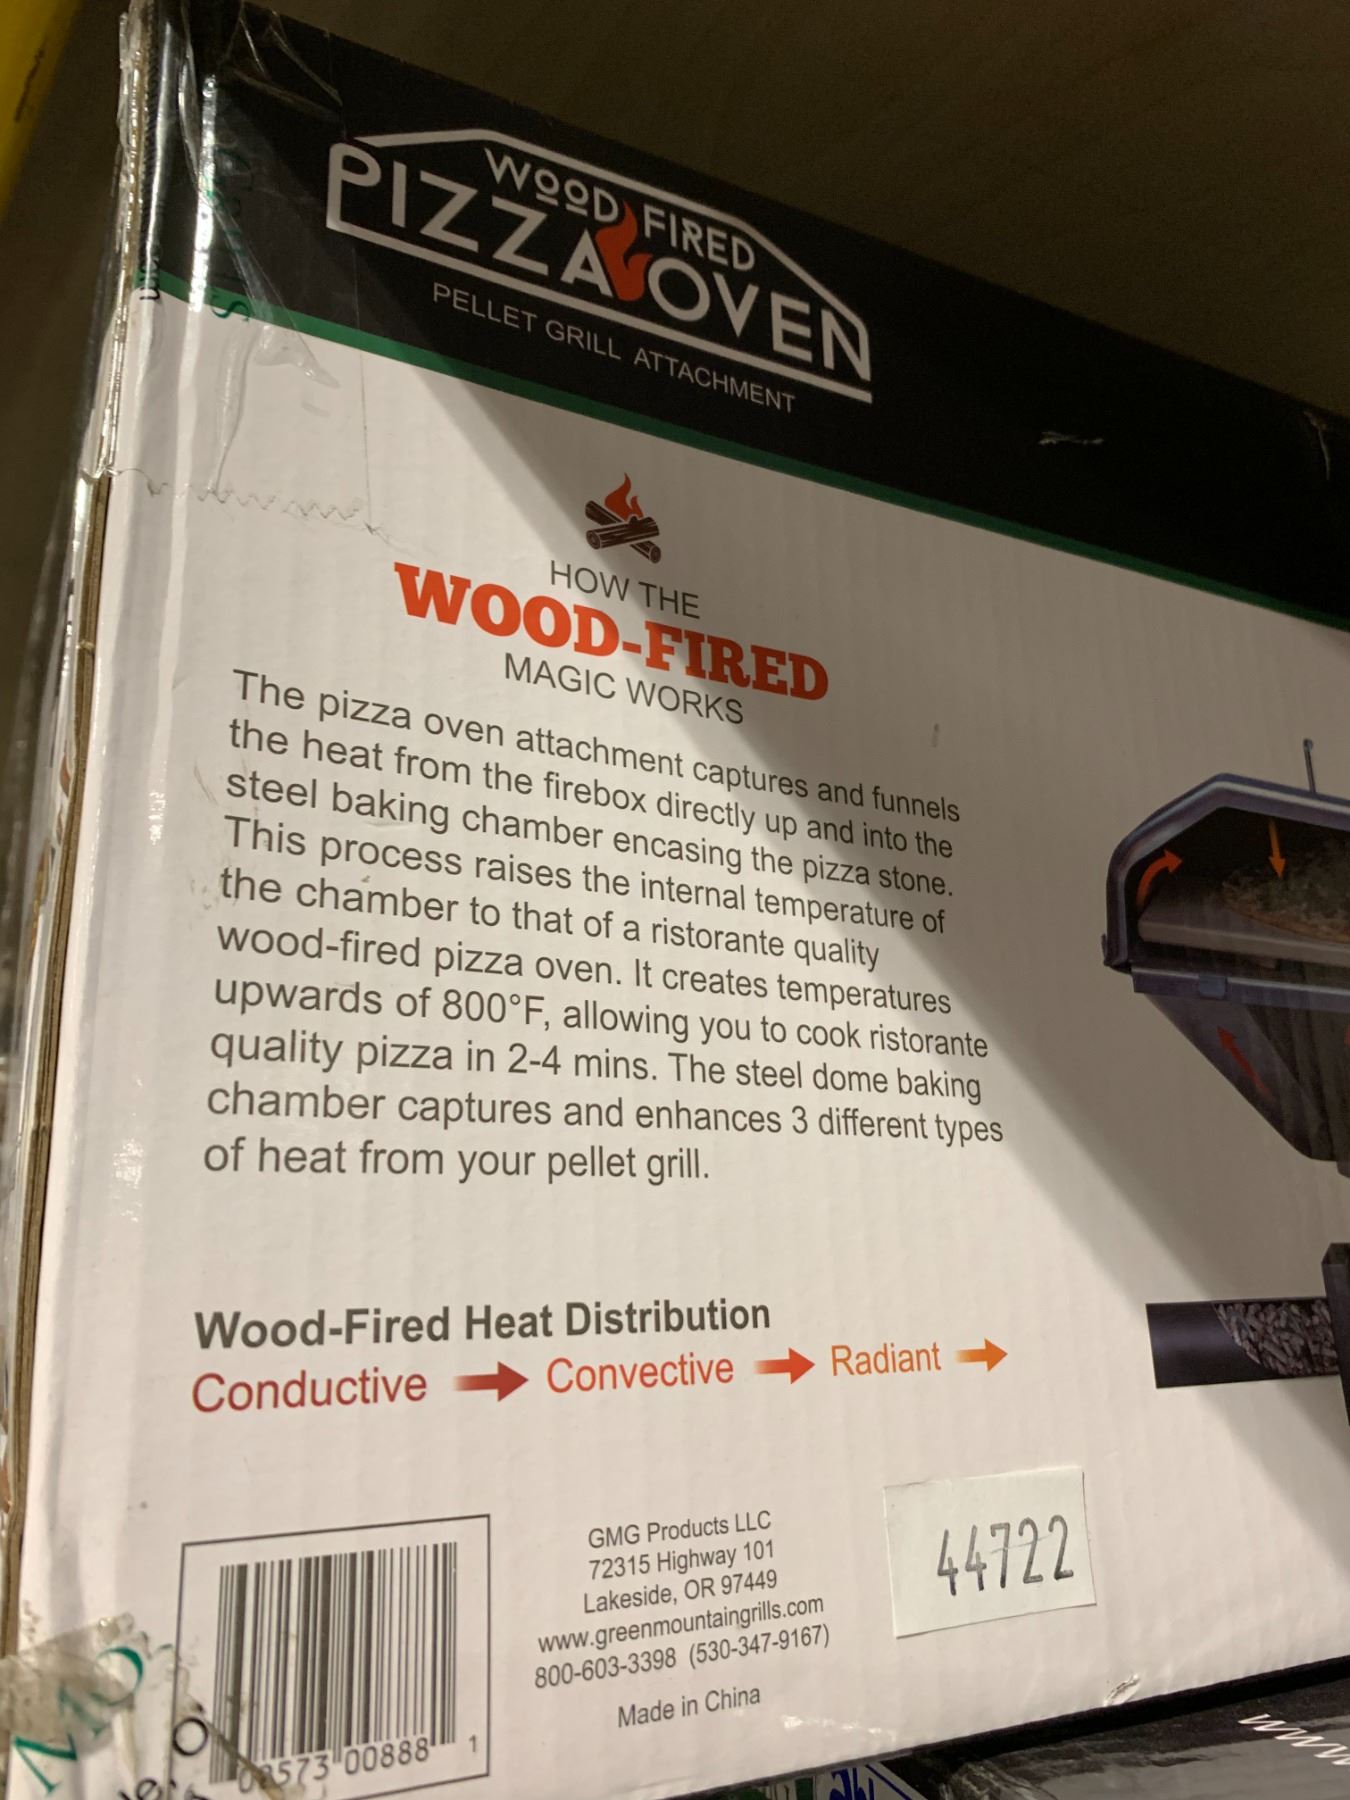 WOOD FIRED
PIZZA OVEN
PELLET GRILL ATTACHMENT
HOW THE
WOOD-FIRED
MAGIC WORKS
The pizza oven attachment captures and funnels
the heat from the firebox directly up and into the
steel baking chamber encasing the pizza stone.
This process raises the internal temperature of
the chamber to that of a ristorante quality
wood-fired pizza oven. It creates temperatures
upwards of 800°F, allowing you to cook ristorante
quality pizza in 2-4 mins. The steel dome baking
chamber captures and enhances 3 different types
of heat from your pellet grill.
Wood-Fired Heat Distribution
Conductive Convective Radiant
GMG Products LLC
72315 Highway 101
Lakeside, OR 97449
www.greenmountaingrills.com
800-603-3398 (530-347-9167)
Made in China
44722
00888 1